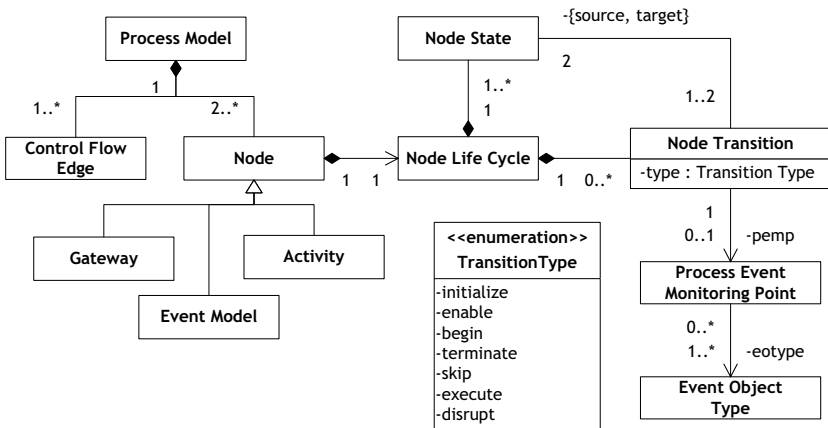 -{source, target}
Process Model
Node State
1
2
1..*
2..*
1..*
1
1..2
Control Flow
Edge
Node
Node Life Cycle
Node Transition
1
1
1
0..*
-type : Transition Type
Gateway
Activity
<<enumeration>>
TransitionType
1
0..1
-pemp
Event Model
-initialize
-enable
-begin
-terminate
-skip
-execute
-disrupt
Process Event
Monitoring Point
0..*
1..*
-eotype
Event Object
Type